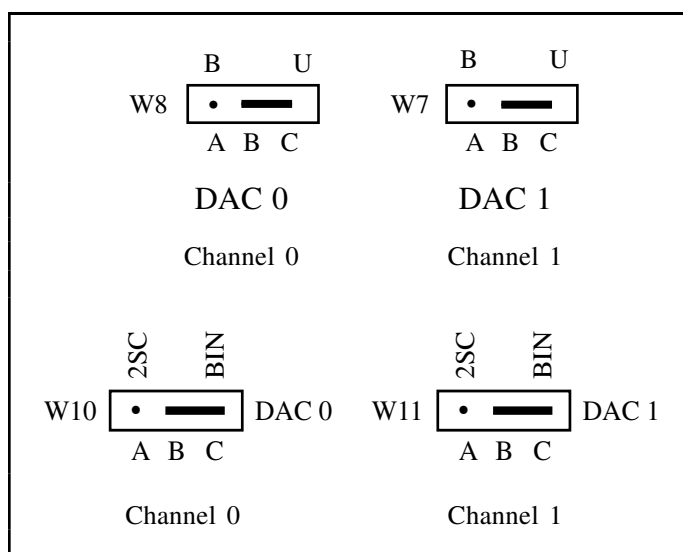 B U B U
W8 W7
A B C A B C
DAC 0 DAC 1
Channel 0 Channel 1
2SC BIN 2SC BIN
W10 DAC 0 W11 DAC 1
A B C A B C
Channel 0 Channel 1